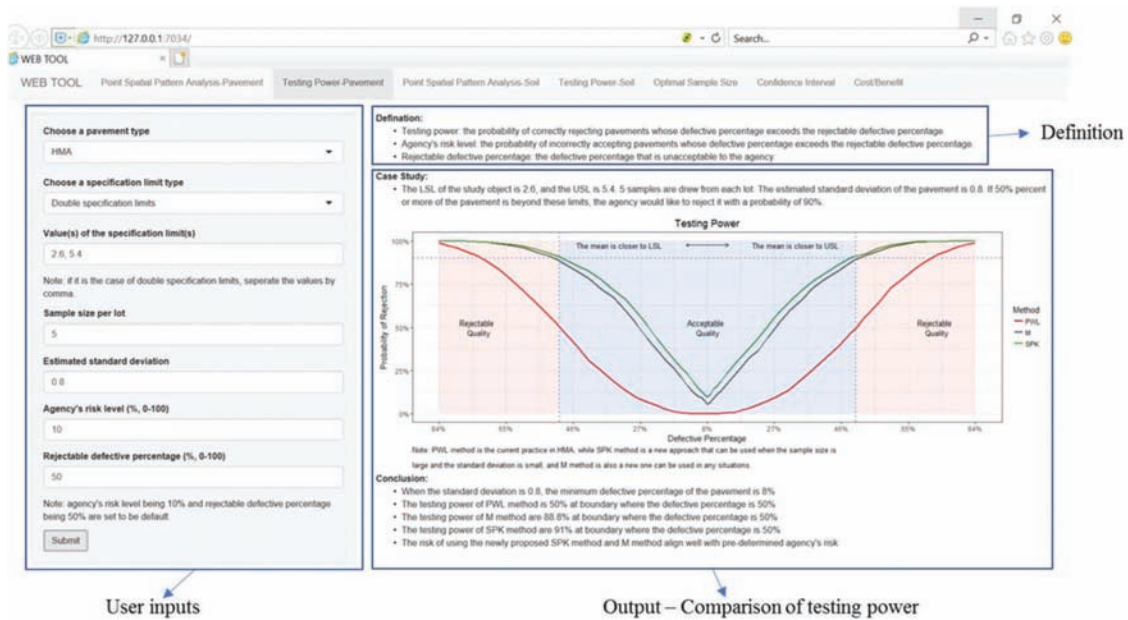 http://127.0.0.1:7034/
Search...
WEB TOOL
WEB TOOL Point Spatial Pattern Analysis-Pavement Testing Power-Pavement Point Spatial Pattern Analysis-Soil Testing Power-Soil Optimal Sample Size Confidence Interval Cost/Benefit
Choose a pavement type
HMA
Choose a specification limit type
Double specification limits
Value(s) of the specification limit(s)
2.6, 5.4
Note: if it is the case of double specification limits, seperate the values by
comma.
Sample size per lot
5
Estimated standard deviation
0.8
Agency's risk level (%, 0-100)
10
Rejectable defective percentage (%, 0-100)
50
Note: agency's risk level being 10% and rejectable defective percentage
being 50% are set to be default
Submit
User inputs
Defination:
• Testing power: the probability of correctly rejecting pavements whose defective percentage exceeds the rejectable defective percentage
• Agency's risk level: the probability of incorrectly accepting pavements whose defective percentage exceeds the rejectable defective percentage
• Rejectable defective percentage: the defective percentage that is unacceptable to the agency
Definition
Case Study:
• The LSL of the study object is 2.6, and the USL is 5.4. 5 samples are drew from each lot. The estimated standard deviation of the pavement is 0.8. If 50% percent
or more of the pavement is beyond these limits, the agency would like to reject it with a probability of 90%.
Testing Power
The mean is closer to LSL The mean is closer to USL
Probability of Rejection
100%
75%
50%
25%
0%
Rejectable
Quality
Acceptable
Quality
Rejectable
Quality
Method
PWL
M
SPK
84% 65% 46% 27% 8% 27% 46% 65% 84%
Defective Percentage
Note: PWL method is the current practice in HMA, while SPK method is a new approach that can be used when the sample size is
large and the standard deviation is small, and M method is also a new one can be used in any situations.
Conclusion:
• When the standard deviation is 0.8, the minimum defective percentage of the pavement is 8%
• The testing power of PWL method is 50% at boundary where the defective percentage is 50%
• The testing power of M method are 88.8% at boundary where the defective percentage is 50%
• The testing power of SPK method are 91% at boundary where the defective percentage is 50%
• The risk of using the newly proposed SPK method and M method align well with pre-determined agency's risk
Output – Comparison of testing power